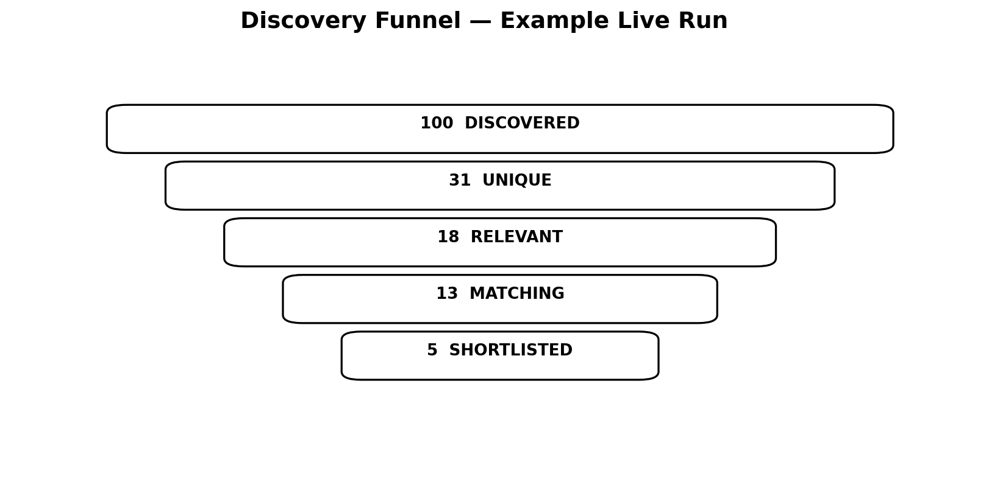 Discovery Funnel — Example Live Run
100 DISCOVERED
31 UNIQUE
18 RELEVANT
13 MATCHING
5 SHORTLISTED